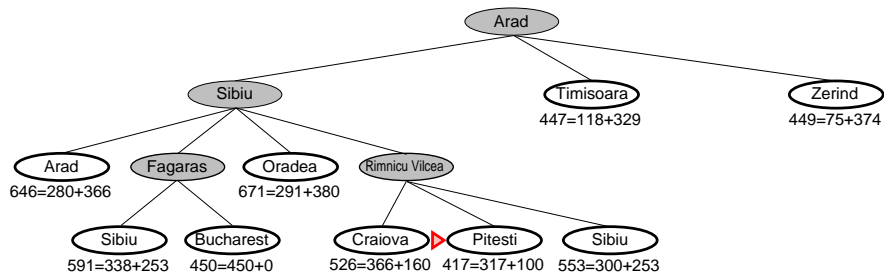 Arad
Sibiu Timisoara Zerind
447=118+329 449=75+374
Arad Fagaras Oradea Rimnicu Vilcea
646=280+366 671=291+380
Sibiu Bucharest Craiova Pitesti Sibiu
591=338+253 450=450+0 526=366+160 417=317+100 553=300+253